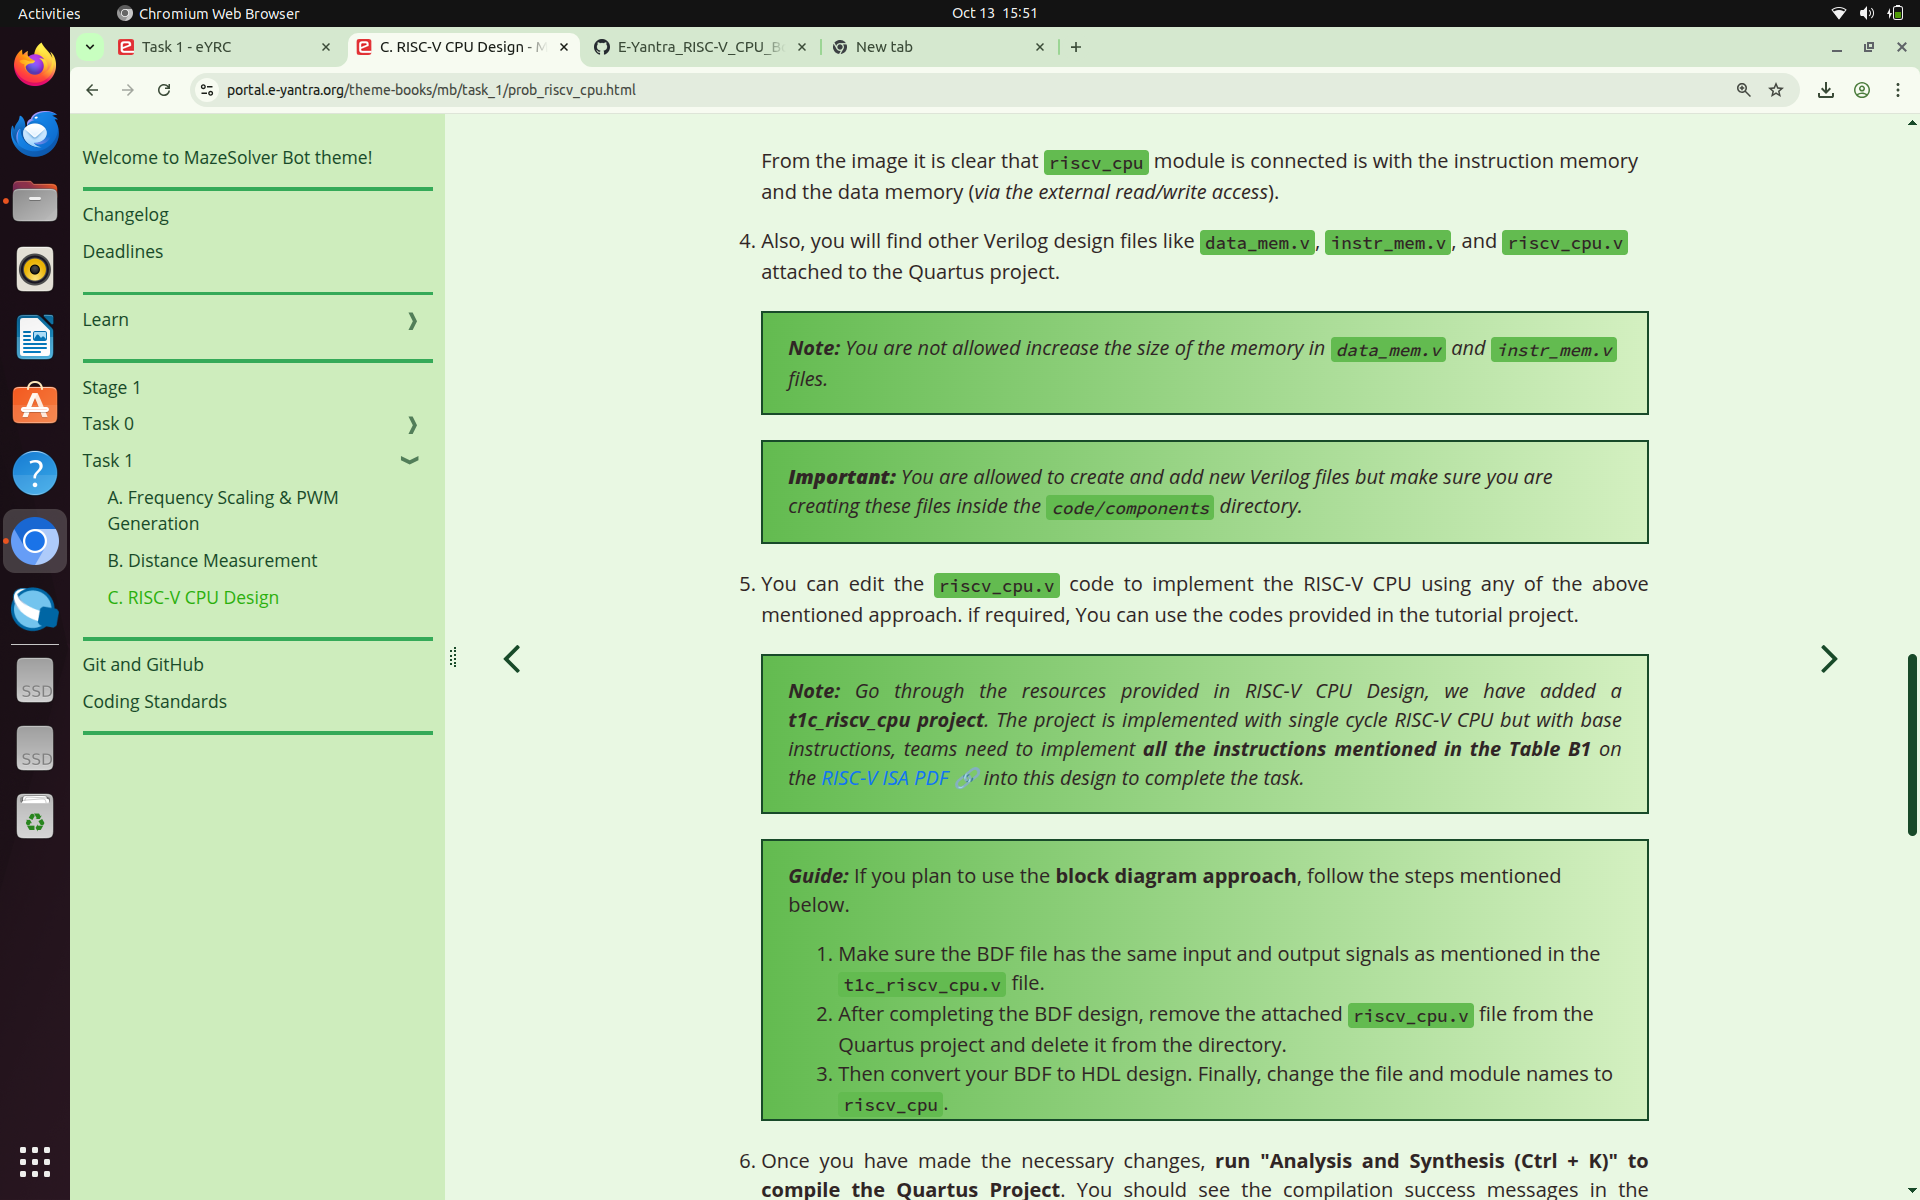 Activities
Chromium Web Browser
Oct 13 15:51
Task 1 - eYRC
C. RISC-V CPU Design - M
E-Yantra_RISC-V_CPU_B
New tab
portal.e-yantra.org/theme-books/mb/task_1/prob_riscv_cpu.html
Welcome to MazeSolver Bot theme!
Changelog
Deadlines
Learn
Stage 1
Task 0
Task 1
A. Frequency Scaling & PWM
Generation
B. Distance Measurement
C. RISC-V CPU Design
Git and GitHub
Coding Standards
SSD
SSD
From the image it is clear that riscv_cpu module is connected is with the instruction memory
and the data memory (via the external read/write access).
4. Also, you will find other Verilog design files like data_mem.v, instr_mem.v, and riscv_cpu.v
attached to the Quartus project.
Note: You are not allowed increase the size of the memory in data_mem.v and instr_mem.v
files.
Important: You are allowed to create and add new Verilog files but make sure you are
creating these files inside the code/components directory.
5. You can edit the riscv_cpu.v code to implement the RISC-V CPU using any of the above
mentioned approach. if required, You can use the codes provided in the tutorial project.
Note: Go through the resources provided in RISC-V CPU Design, we have added a
t1c_riscv_cpu project. The project is implemented with single cycle RISC-V CPU but with base
instructions, teams need to implement all the instructions mentioned in the Table B1 on
the RISC-V ISA PDF 🔗 into this design to complete the task.
Guide: If you plan to use the block diagram approach, follow the steps mentioned
below.
1. Make sure the BDF file has the same input and output signals as mentioned in the
t1c_riscv_cpu.v file.
2. After completing the BDF design, remove the attached riscv_cpu.v file from the
Quartus project and delete it from the directory.
3. Then convert your BDF to HDL design. Finally, change the file and module names to
riscv_cpu.
6. Once you have made the necessary changes, run "Analysis and Synthesis (Ctrl + K)" to
compile the Quartus Project. You should see the compilation success messages in the